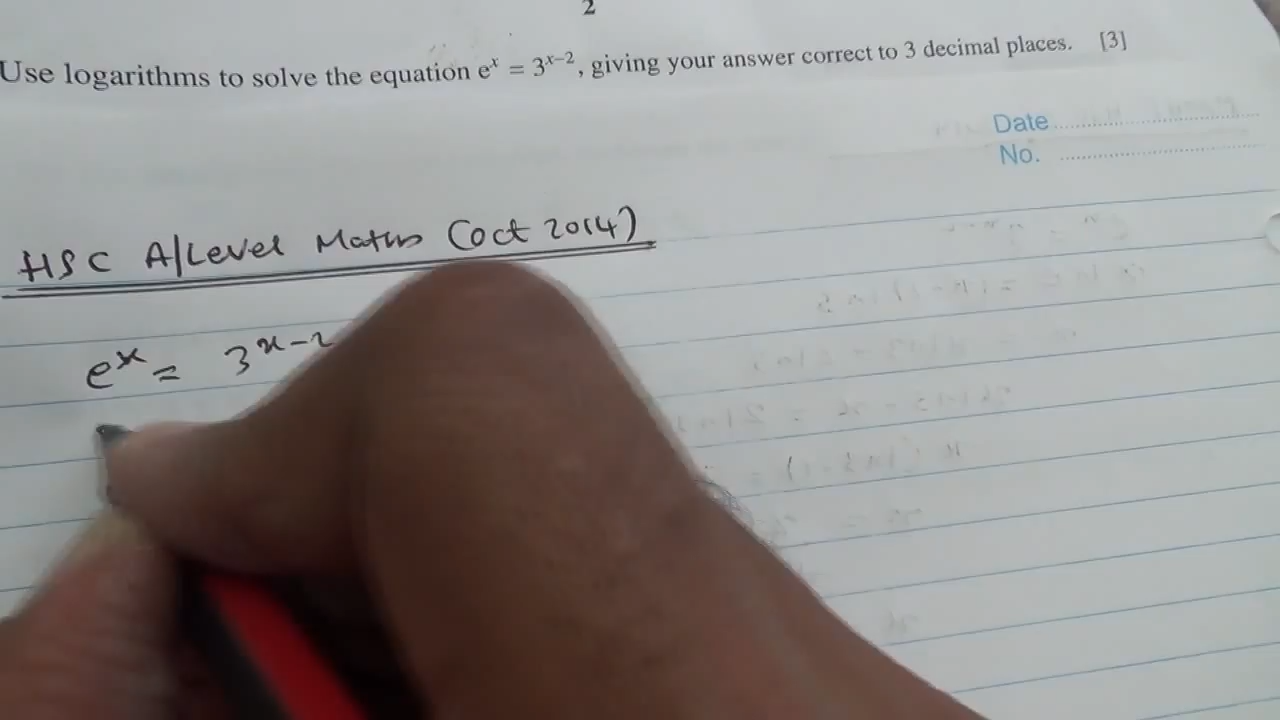 2
Use logarithms to solve the equation eˣ = 3ˣ⁻², giving your answer correct to 3 decimal places. [3]
Date
No.
HSC A/Level Maths (Oct 2014)
eˣ = 3ˣ⁻²